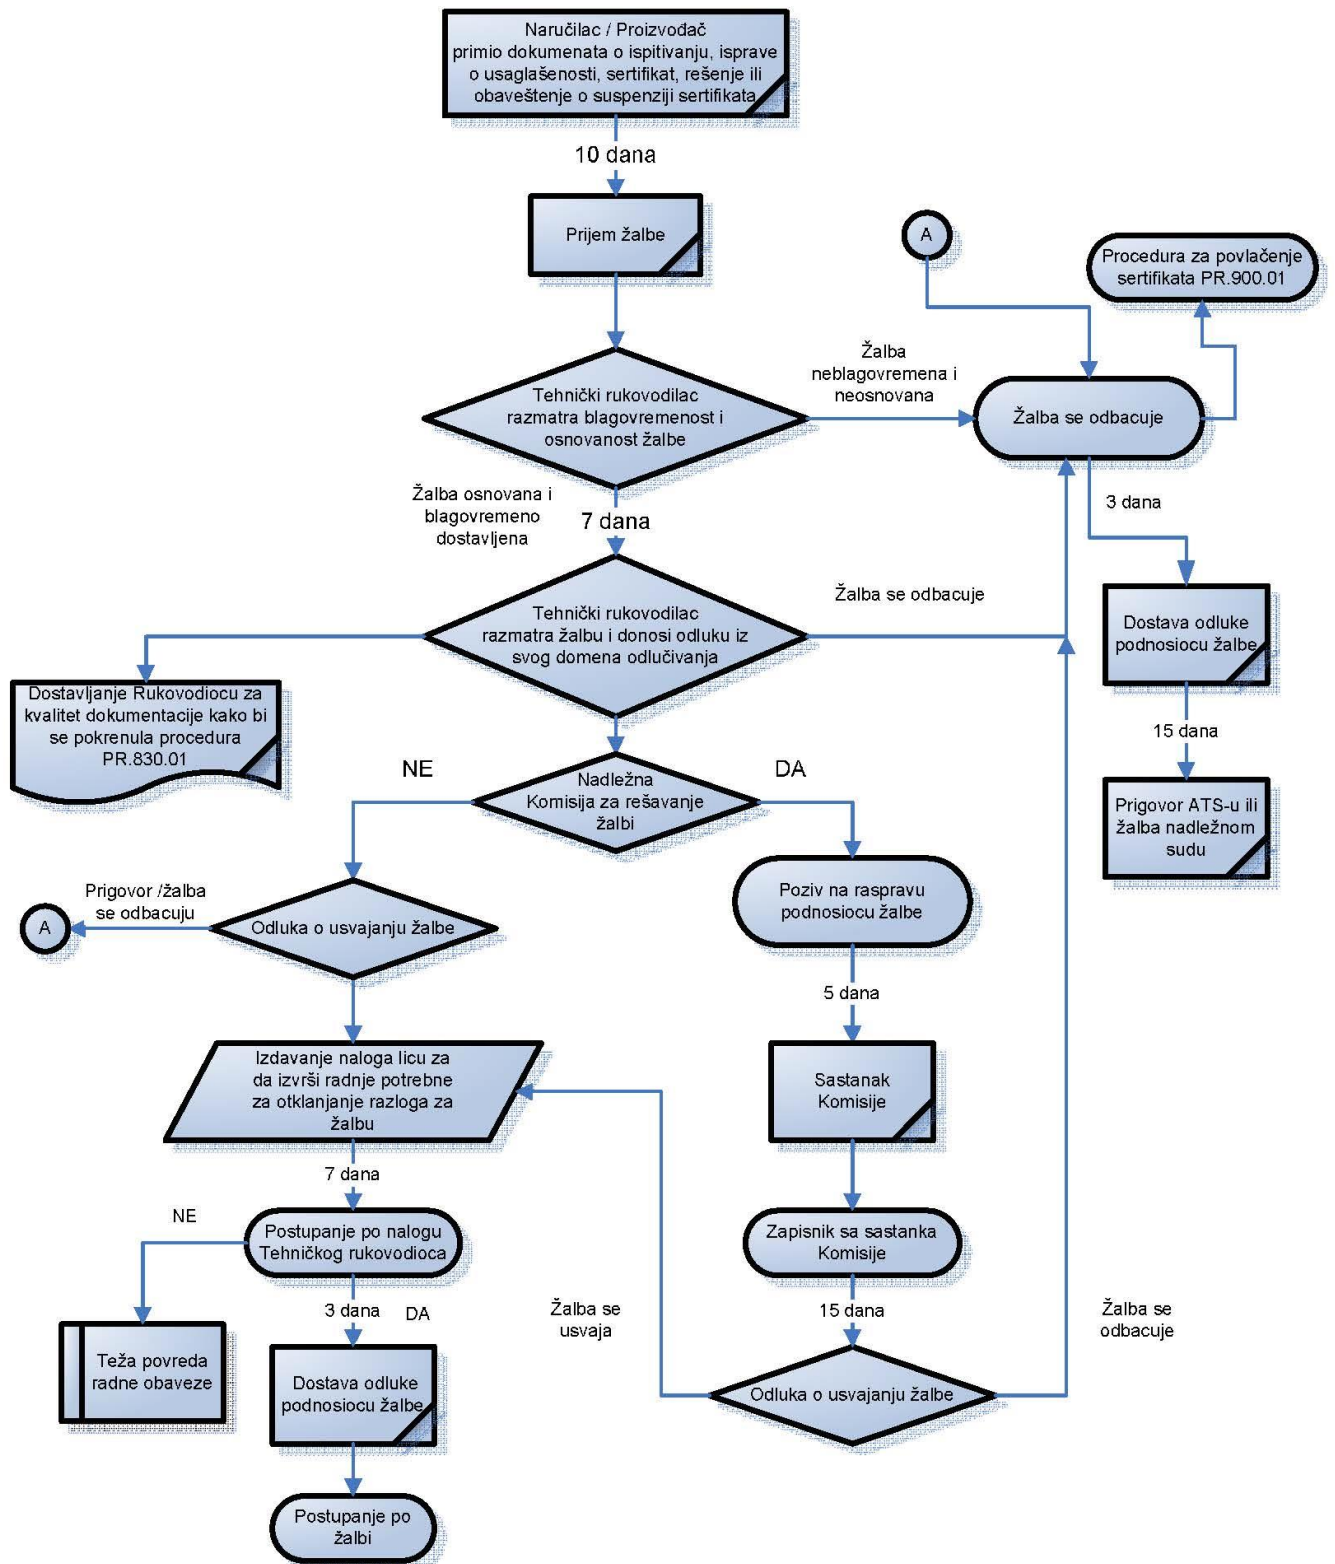 Naručilac / Proizvođač
primio dokumenata o ispitivanju, isprave
o usaglašenosti, sertifikat, rešenje ili
obaveštenje o suspenziji sertifikata
10 dana
Prijem žalbe
A
Procedura za povlačenje
sertifikata PR.900.01
Tehnički rukovodilac
razmatra blagovremenost i
osnovanost žalbe
Žalba
neblagovremena i
neosnovana
Žalba se odbacuje
Žalba osnovana i
blagovremeno
dostavljena
7 dana
3 dana
Tehnički rukovodilac
razmatra žalbu i donosi odluku iz
svog domena odlučivanja
Žalba se odbacuje
Dostava odluke
podnosiocu žalbe
Dostavljanje Rukovodiocu za
kvalitet dokumentacije kako bi
se pokrenula procedura
PR.830.01
15 dana
NE
Nadležna
Komisija za rešavanje
žalbi
DA
Prigovor ATS-u ili
žalba nadležnom
sudu
Prigovor /žalba
se odbacuju
A
Odluka o usvajanju žalbe
Poziv na raspravu
podnosiocu žalbe
5 dana
Izdavanje naloga licu za
da izvrši radnje potrebne
za otklanjanje razloga za
žalbu
Sastanak
Komisije
7 dana
NE
Postupanje po nalogu
Tehničkog rukovodioca
Zapisnik sa sastanka
Komisije
3 dana
DA
Žalba se
usvaja
15 dana
Žalba se
odbacuje
Teža povreda
radne obaveze
Dostava odluke
podnosiocu žalbe
Odluka o usvajanju žalbe
Postupanje po
žalbi